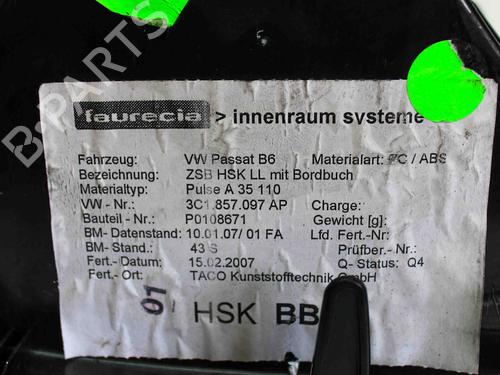 faurecia > innenraum systeme
Fahrzeug: VW Passat B6 Materialart: PC / ABS
Bezeichnung: ZSB HSK LL mit Bordbuch
Materialtyp: Pulse A 35 110
VW - Nr.: 3C1.857.097 AP Charge:
Bauteil - Nr.: P0108671 Gewicht [g]:
BM- Datenstand: 10.01.07/ 01 FA Lfd. Fert.-Nr:
BM- Stand.: 43 S Prüfber.-Nr.:
Fert.-Datum: 15.02.2007 Q- Status: Q4
Fert.- Ort: TACO Kunststofftechnik GmbH
01 HSK BB
B-PARTS